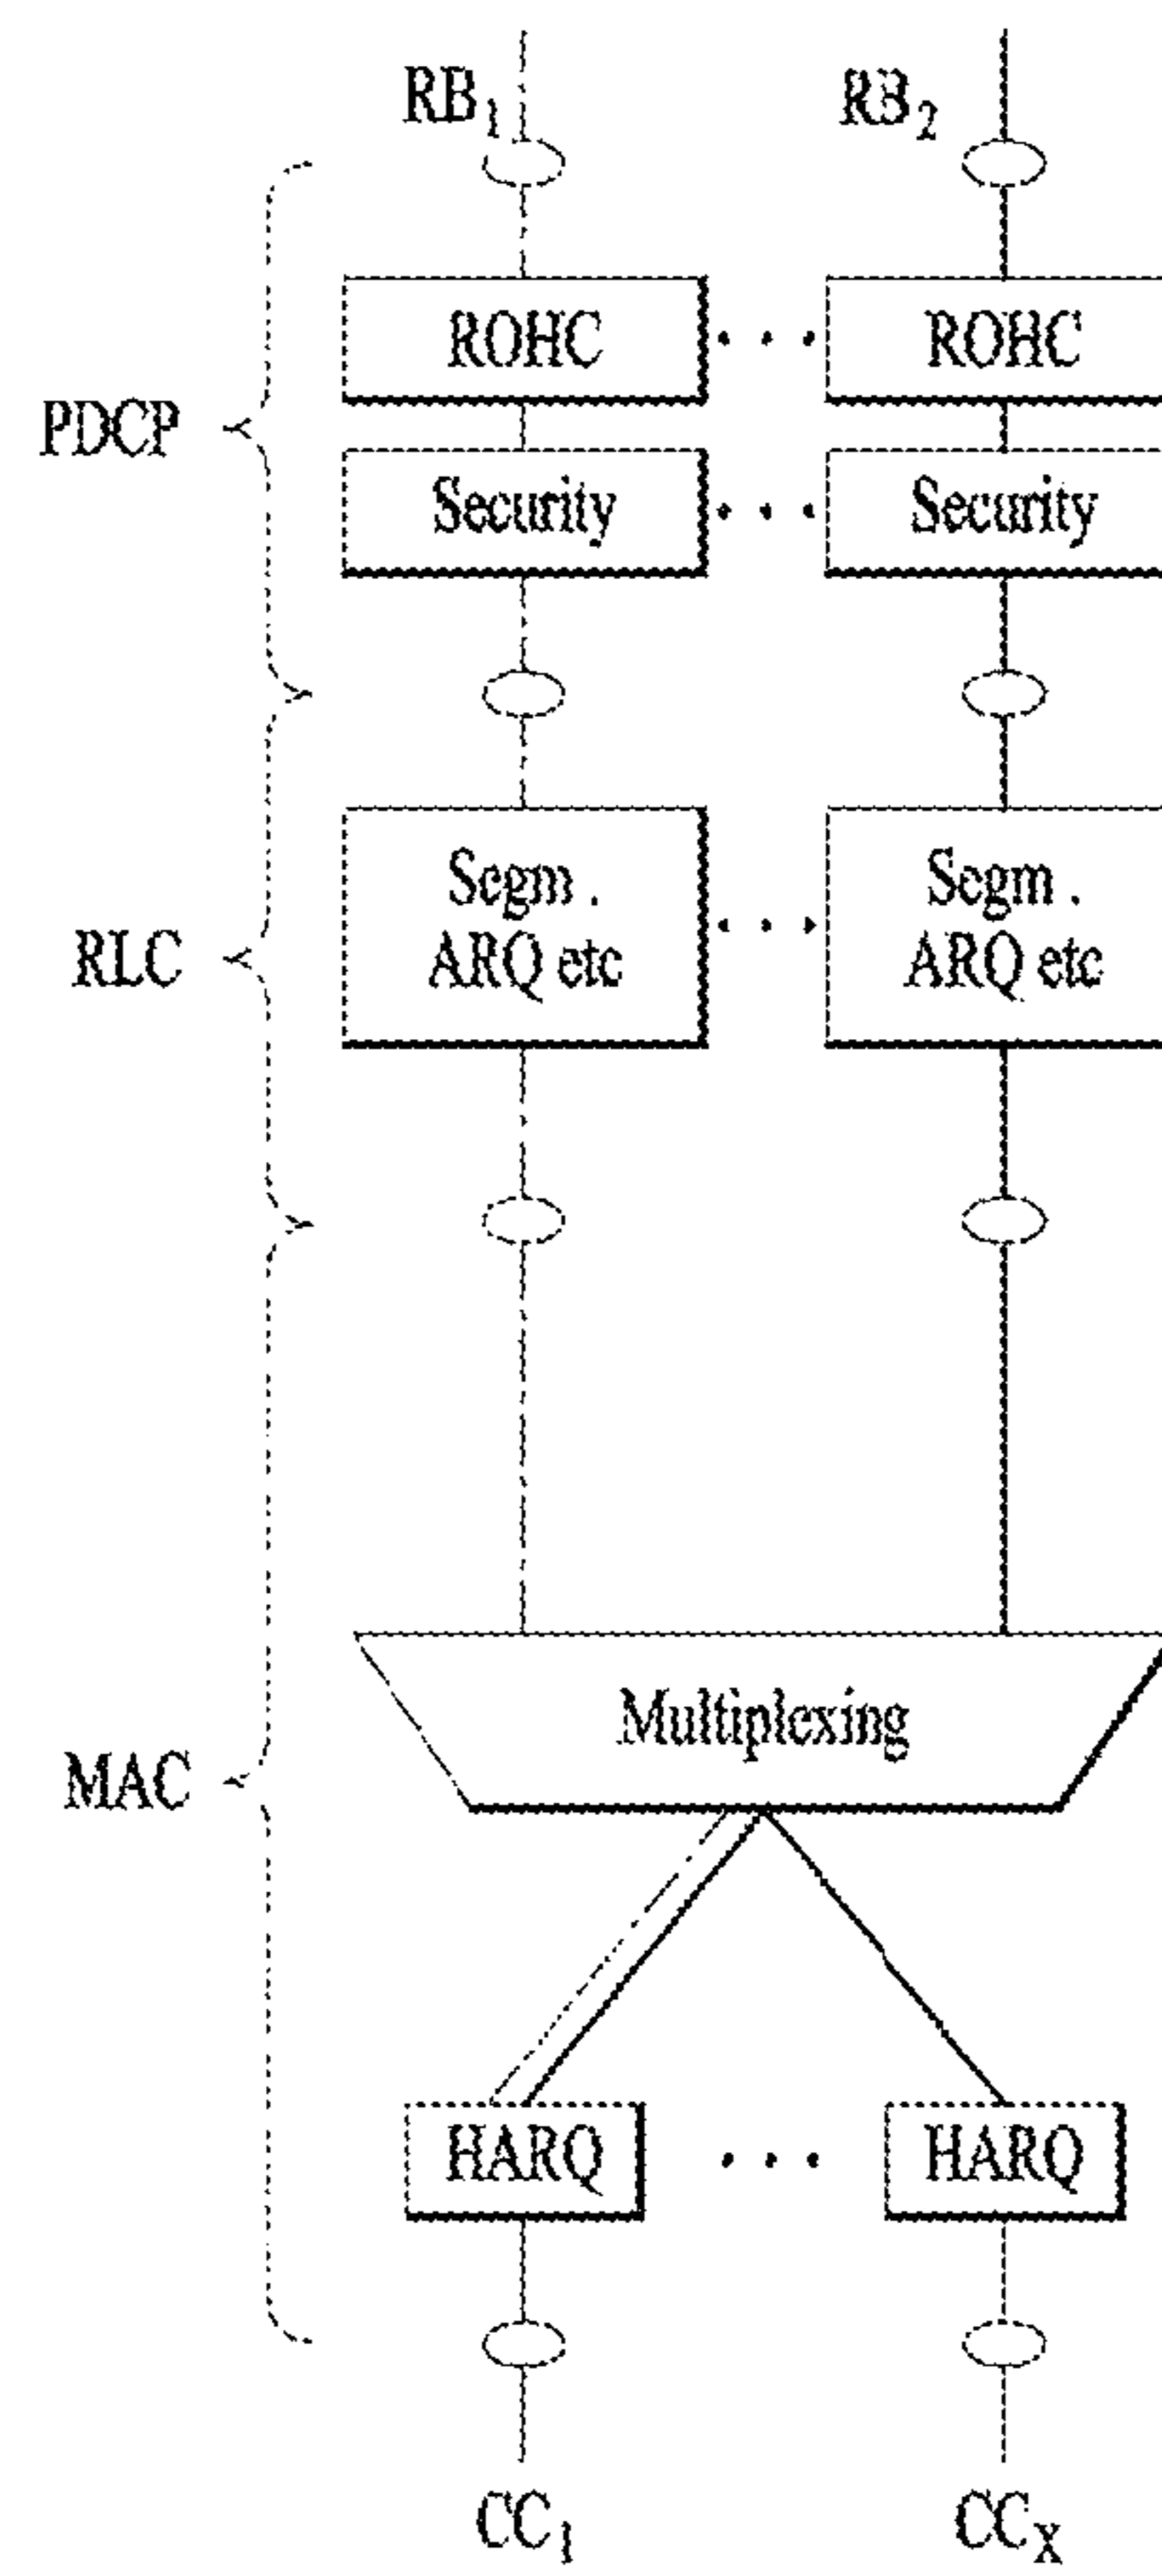 RB1 RB2
ROHC ... ROHC
PDCP
Security ... Security
Segm .
ARQ etc
...
Segm .
ARQ etc
RLC
Multiplexing
MAC
HARQ ... HARQ
CC1 CCX